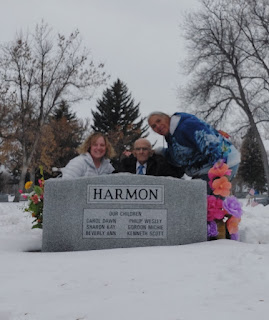 HARMON
OUR CHILDREN
CAROL DAWN PHILIP WESLEY
SHARON KAY GORDON WAYNE
BEVERLY ANN KENNETH SCOTT